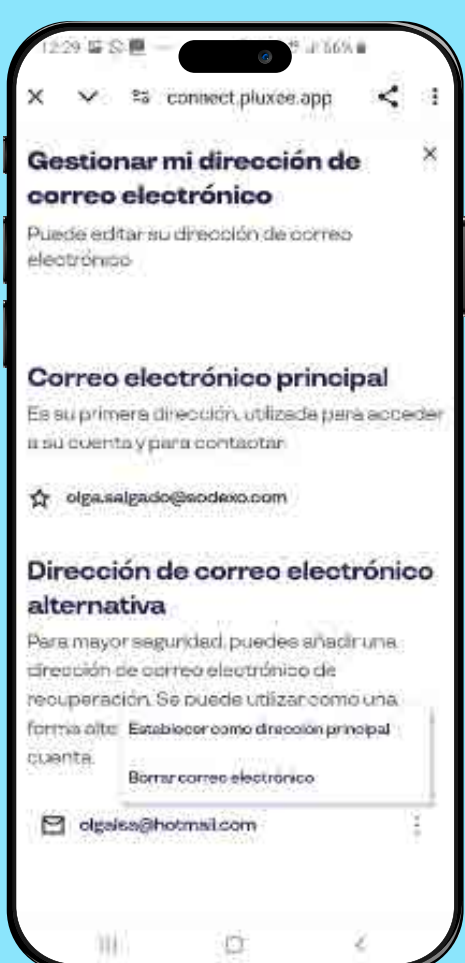 12:29
66%
connect.pluxee.app
Gestionar mi dirección de
correo electrónico
Puede editar su dirección de correo
electrónico
Correo electrónico principal
Es su primera dirección, utilizada para acceder
a su cuenta y para contactar
olga.salgado@sodexo.com
Dirección de correo electrónico
alternativa
Para mayor seguridad, puedes añadir una
dirección de correo electrónico de
recuperación. Se puede utilizar como una
forma alte
Establecer como dirección principal
cuenta.
Borrar correo electrónico
@hotmail.com